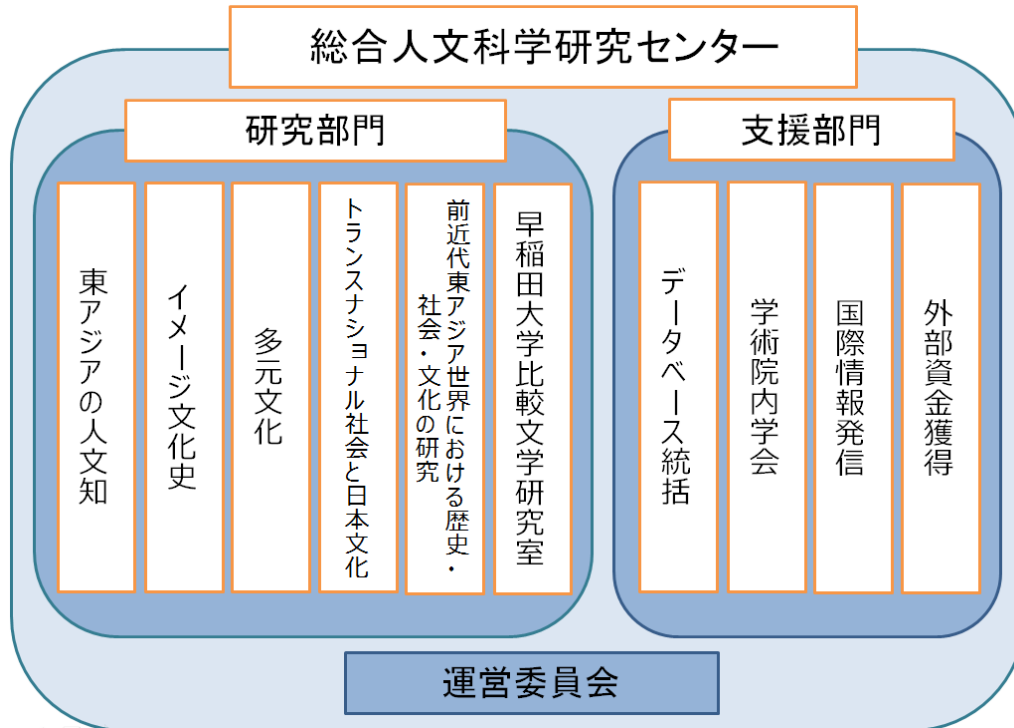 総合人文科学研究センター
研究部門
支援部門
東アジアの人文知
イメージ文化史
多元文化
トランスナショナル社会と日本文化
前近代東アジア世界における歴史・
社会・文化の研究
早稲田大学比較文学研究室
データベース統括
学術院内学会
国際情報発信
外部資金獲得
運営委員会